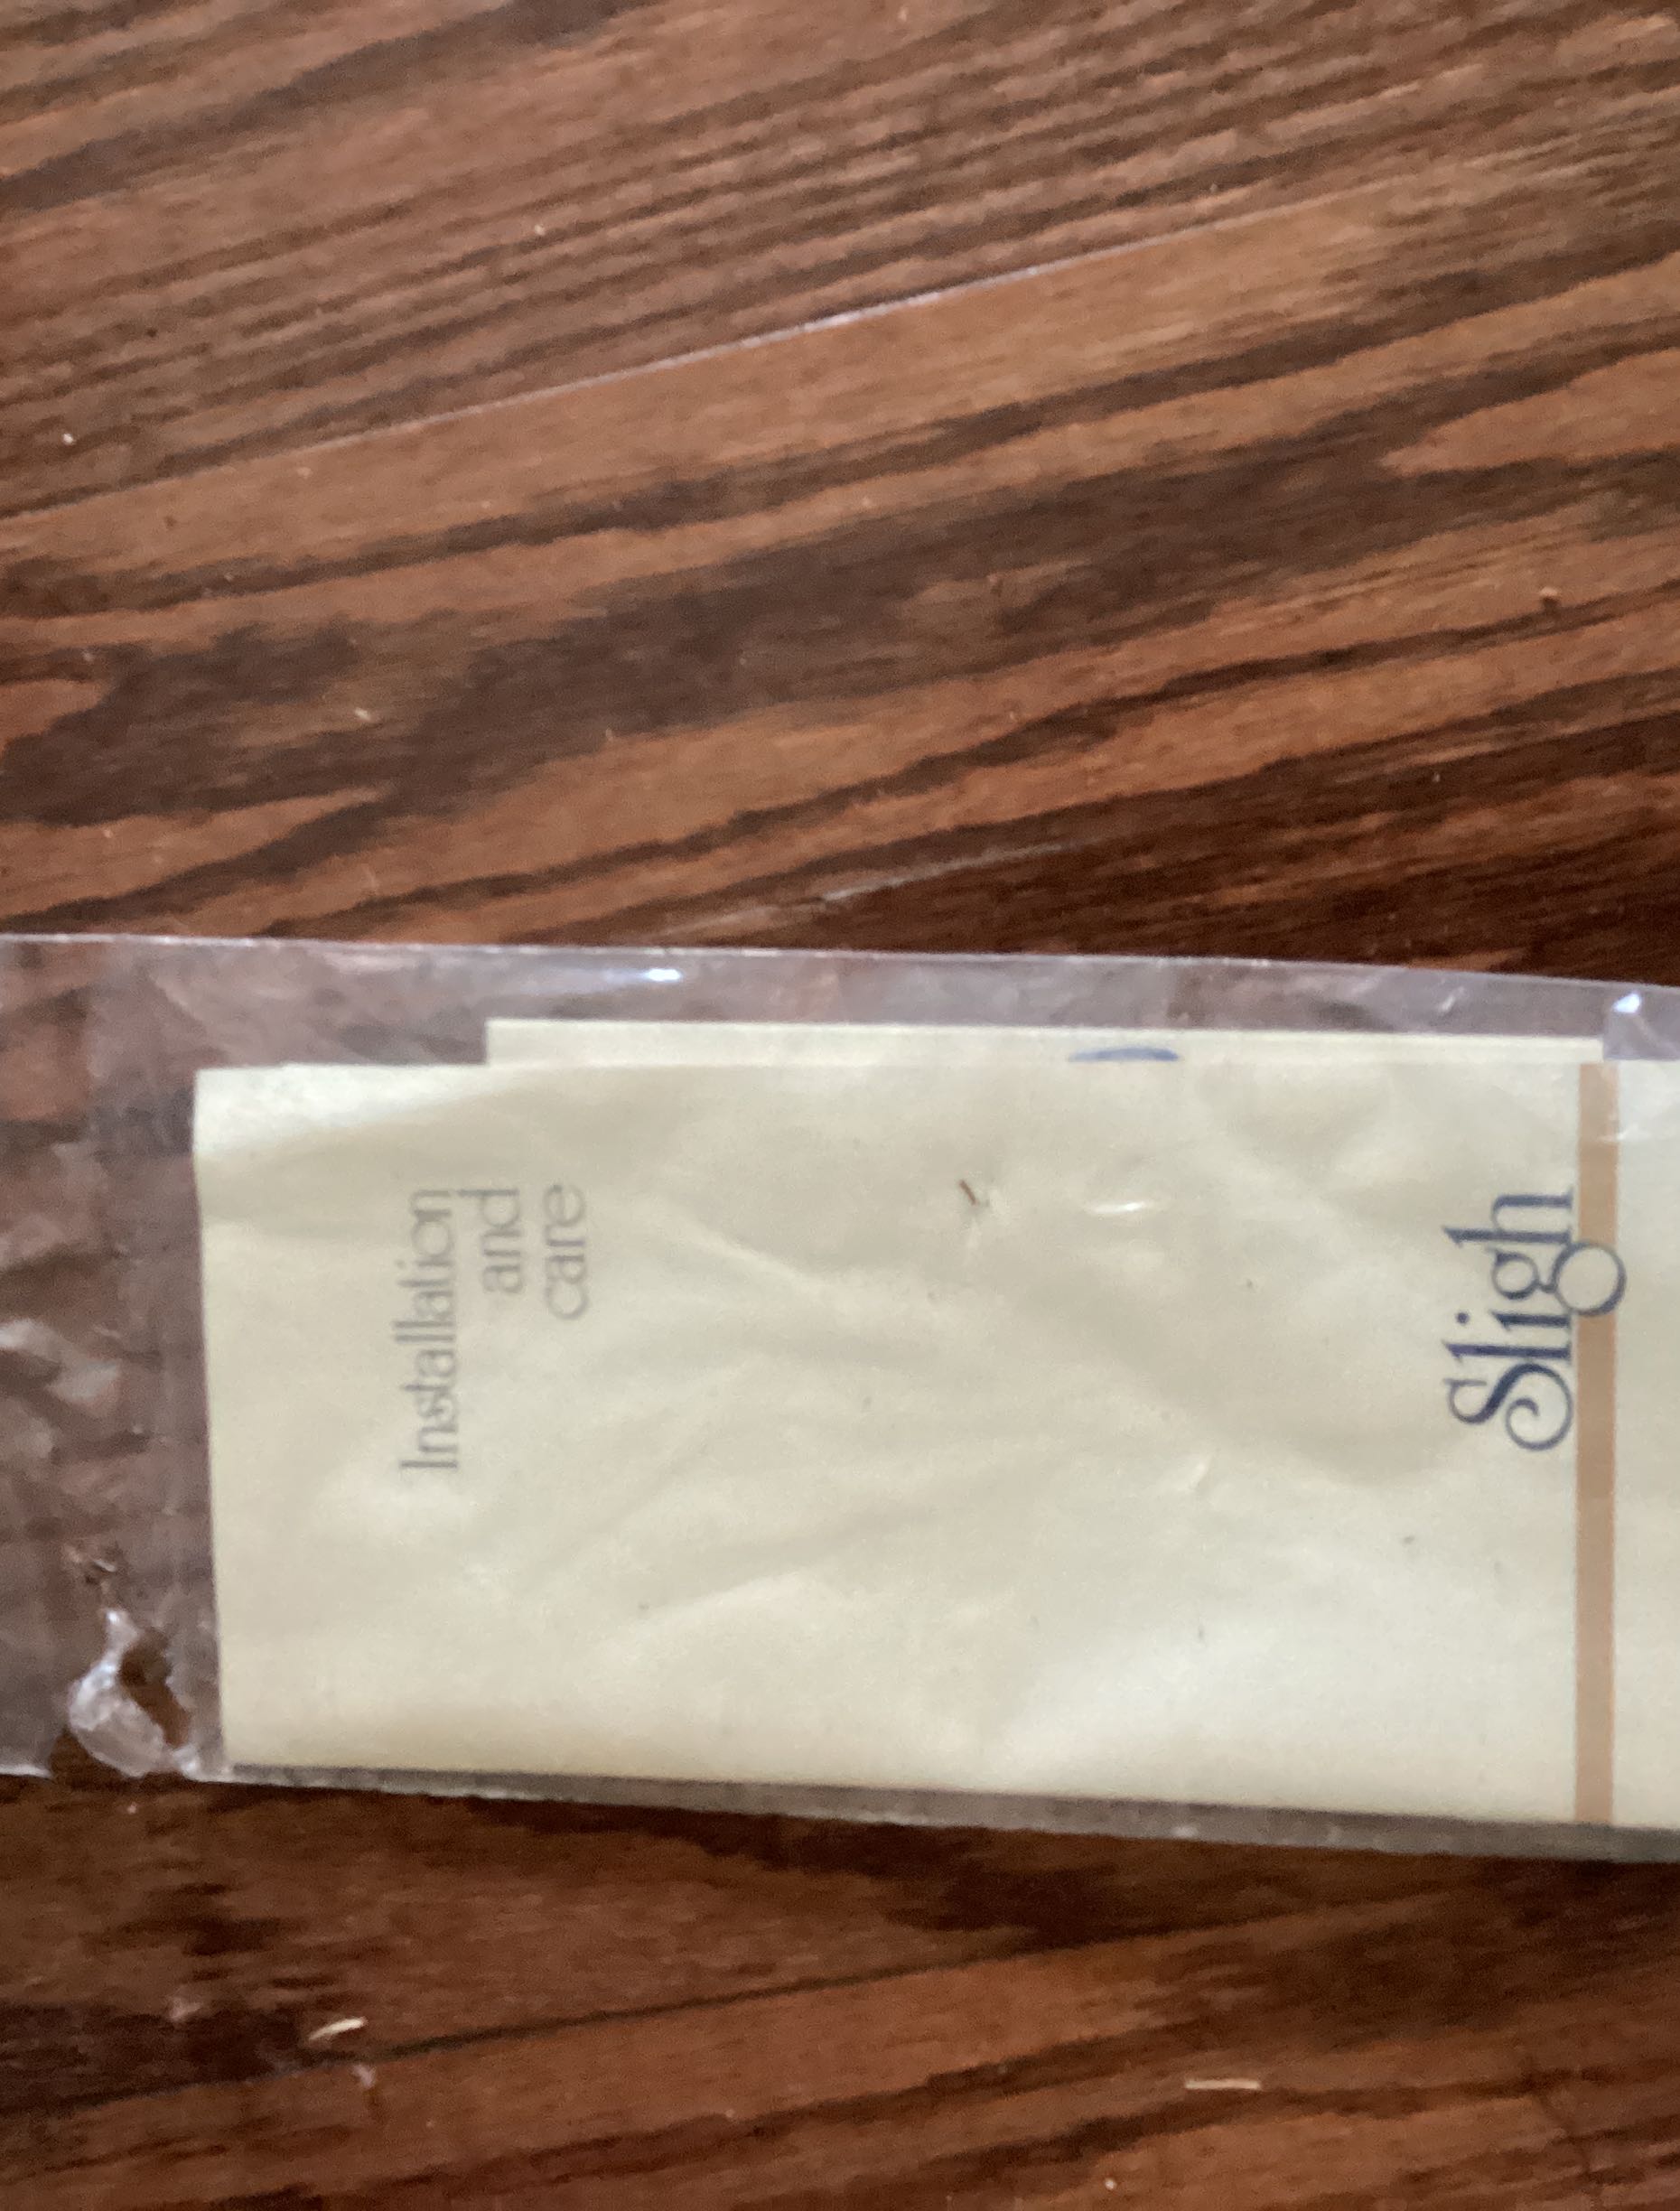 Installation
and
care
Sligh